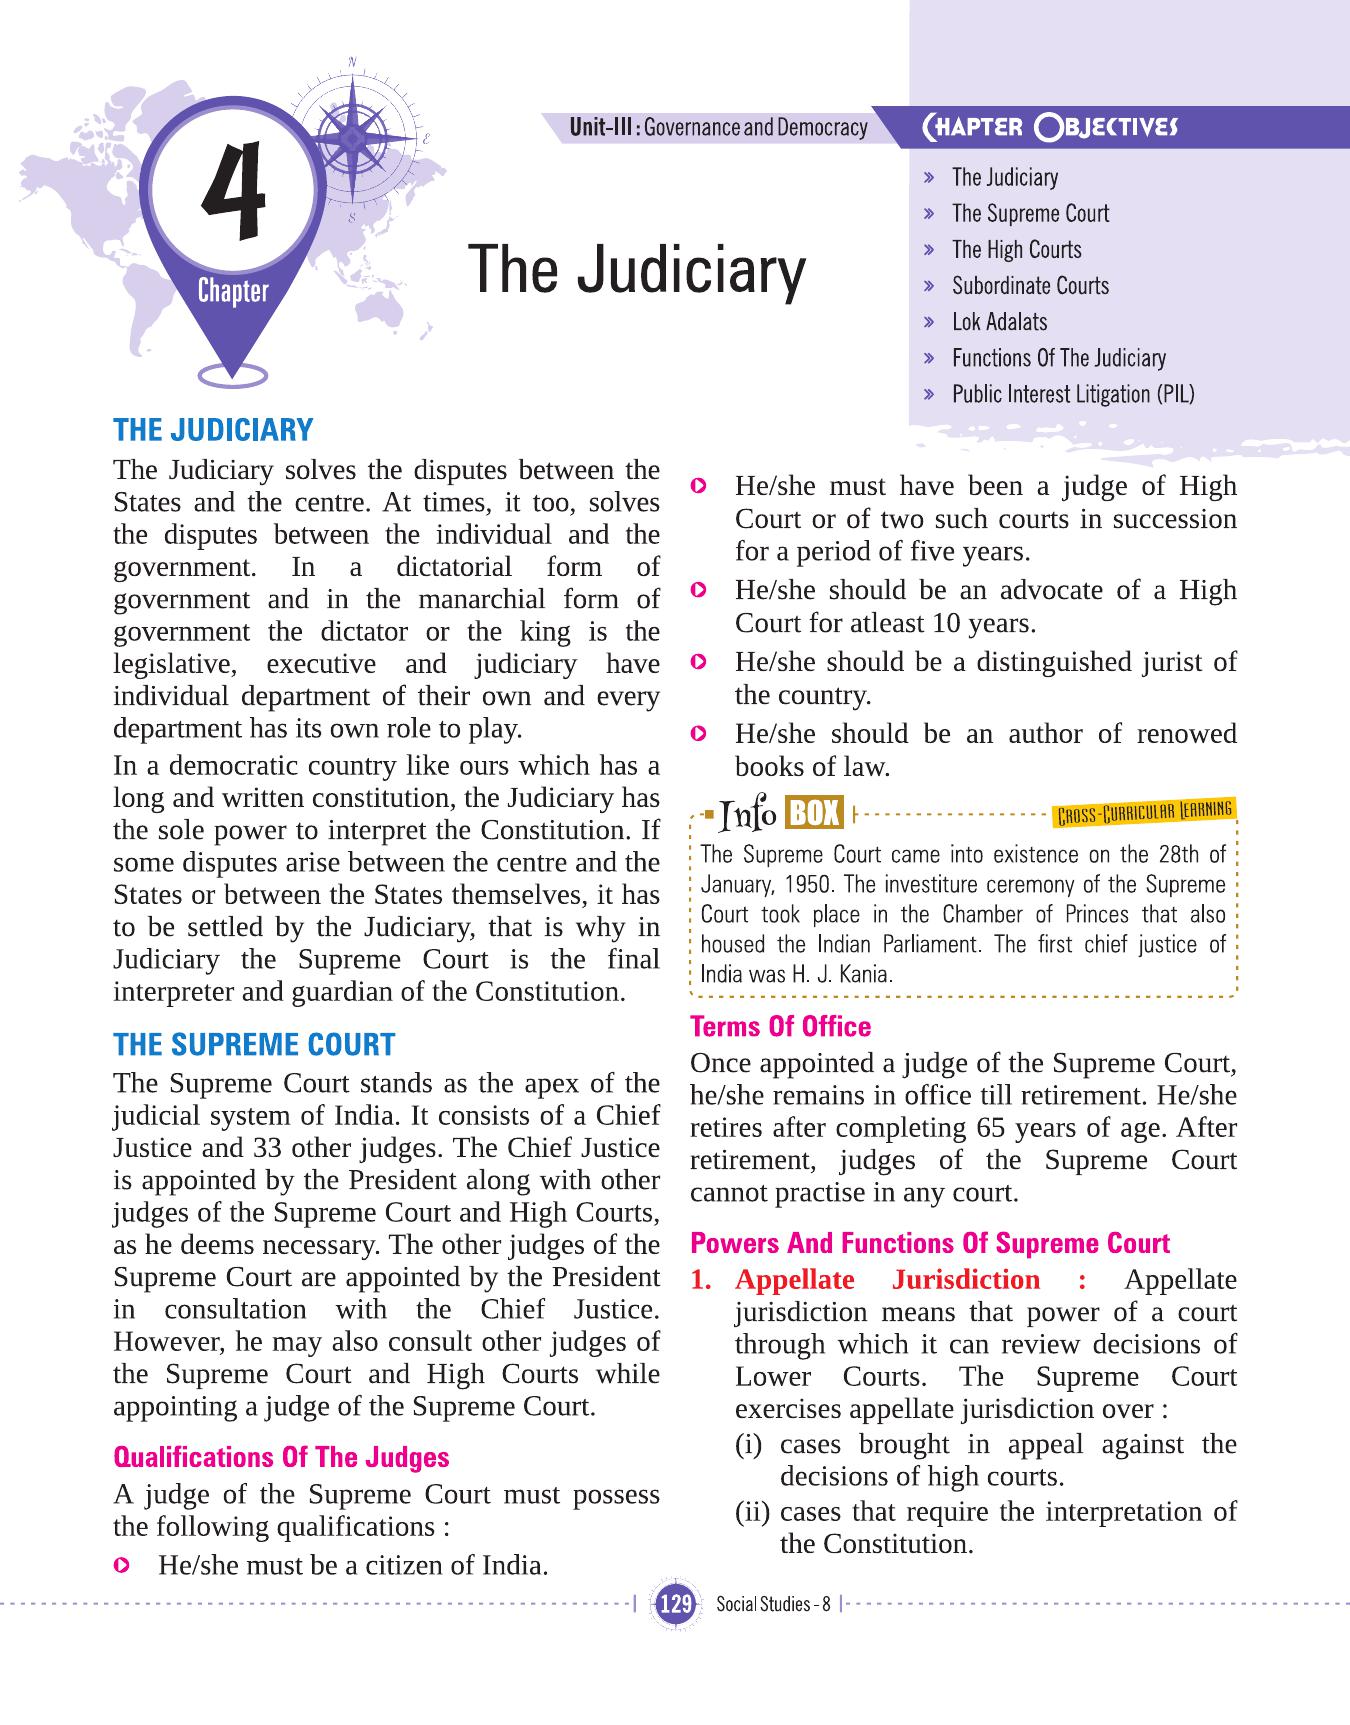 N
E
S
4
Chapter
Unit-III : Governance and Democracy
CHAPTER OBJECTIVES
» The Judiciary
» The Supreme Court
» The High Courts
» Subordinate Courts
» Lok Adalats
» Functions Of The Judiciary
» Public Interest Litigation (PIL)
The Judiciary
THE JUDICIARY
The Judiciary solves the disputes between the
States and the centre. At times, it too, solves
the disputes between the individual and the
government. In a dictatorial form of
government and in the manarchial form of
government the dictator or the king is the
legislative, executive and judiciary have
individual department of their own and every
department has its own role to play.
In a democratic country like ours which has a
long and written constitution, the Judiciary has
the sole power to interpret the Constitution. If
some disputes arise between the centre and the
States or between the States themselves, it has
to be settled by the Judiciary, that is why in
Judiciary the Supreme Court is the final
interpreter and guardian of the Constitution.
THE SUPREME COURT
The Supreme Court stands as the apex of the
judicial system of India. It consists of a Chief
Justice and 33 other judges. The Chief Justice
is appointed by the President along with other
judges of the Supreme Court and High Courts,
as he deems necessary. The other judges of the
Supreme Court are appointed by the President
in consultation with the Chief Justice.
However, he may also consult other judges of
the Supreme Court and High Courts while
appointing a judge of the Supreme Court.
Qualifications Of The Judges
A judge of the Supreme Court must possess
the following qualifications :
He/she must be a citizen of India.
He/she must have been a judge of High
Court or of two such courts in succession
for a period of five years.
He/she should be an advocate of a High
Court for atleast 10 years.
He/she should be a distinguished jurist of
the country.
He/she should be an author of renowed
books of law.
Info BOX
CROSS-CURRICULAR LEARNING
The Supreme Court came into existence on the 28th of
January, 1950. The investiture ceremony of the Supreme
Court took place in the Chamber of Princes that also
housed the Indian Parliament. The first chief justice of
India was H. J. Kania.
Terms Of Office
Once appointed a judge of the Supreme Court,
he/she remains in office till retirement. He/she
retires after completing 65 years of age. After
retirement, judges of the Supreme Court
cannot practise in any court.
Powers And Functions Of Supreme Court
1. Appellate Jurisdiction : Appellate
jurisdiction means that power of a court
through which it can review decisions of
Lower Courts. The Supreme Court
exercises appellate jurisdiction over :
(i) cases brought in appeal against the
decisions of high courts.
(ii) cases that require the interpretation of
the Constitution.
129 Social Studies - 8